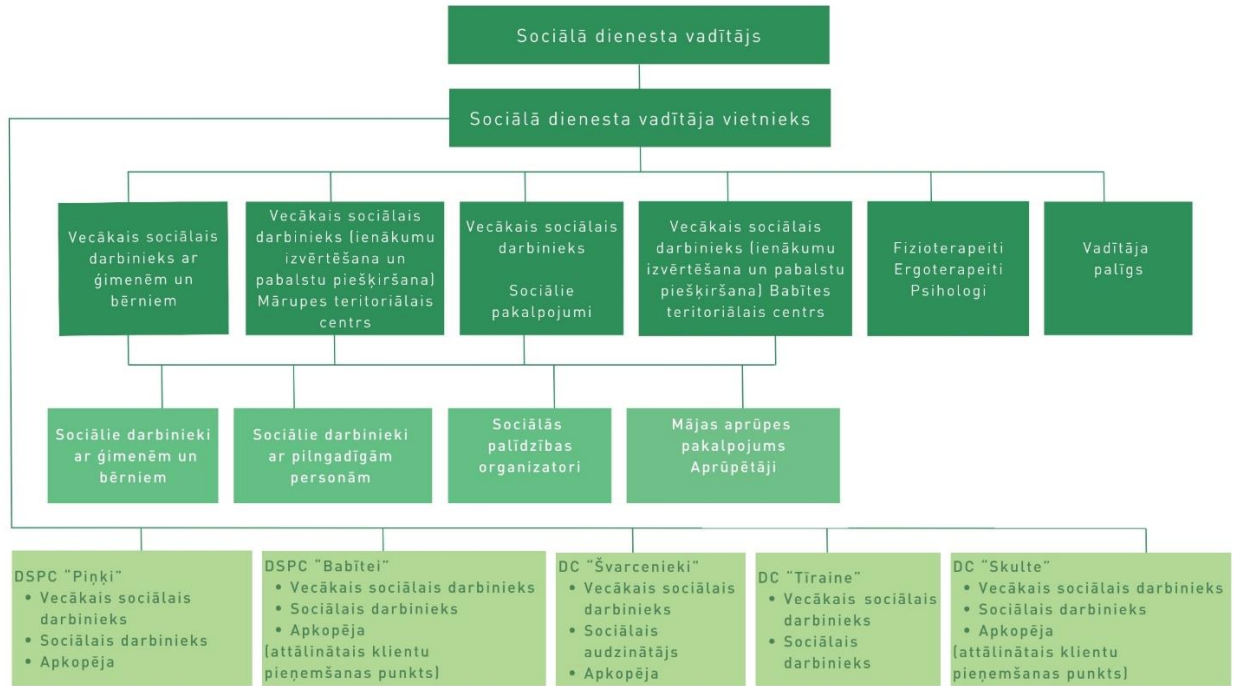 Sociālā dienesta vadītājs
Sociālā dienesta vadītāja vietnieks
Vecākais sociālais
darbinieks ar
ģimenēm un
bērniem
Vecākais sociālais
darbinieks (ienākumu
izvērtēšana un
pabalstu piešķiršana)
Mārupes teritoriālais
centrs
Vecākais sociālais
darbinieks
Sociālie
pakalpojumi
Vecākais sociālais
darbinieks (ienākumu
izvērtēšana un pabalstu
piešķiršana) Babītes
teritoriālais centrs
Fizioterapeiti
Ergoterapeiti
Psihologi
Vadītāja
palīgs
Sociālie darbinieki
ar ģimenēm un
bērniem
Sociālie darbinieki
ar pilngadīgām
personām
Sociālās
palīdzības
organizatori
Mājas aprūpes
pakalpojums
Aprūpētāji
DSPC "Piņķi"
• Vecākais sociālais
darbinieks
• Sociālais darbinieks
• Apkopēja
DSPC "Babītei"
• Vecākais sociālais darbinieks
• Sociālais darbinieks
• Apkopēja
(attālinātais klientu
pieņemšanas punkts)
DC "Švarcenieki"
• Vecākais sociālais
darbinieks
• Sociālais
audzinātājs
• Apkopēja
DC "Tīraine"
• Vecākais sociālais
darbinieks
• Sociālais
darbinieks
DC "Skulte"
• Vecākais sociālais darbinieks
• Sociālais darbinieks
• Apkopēja
(attālinātais klientu
pieņemšanas punkts)